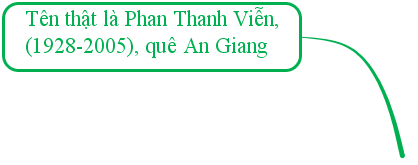 Tên thật là Phan Thanh Viễn,
(1928-2005), quê An Giang